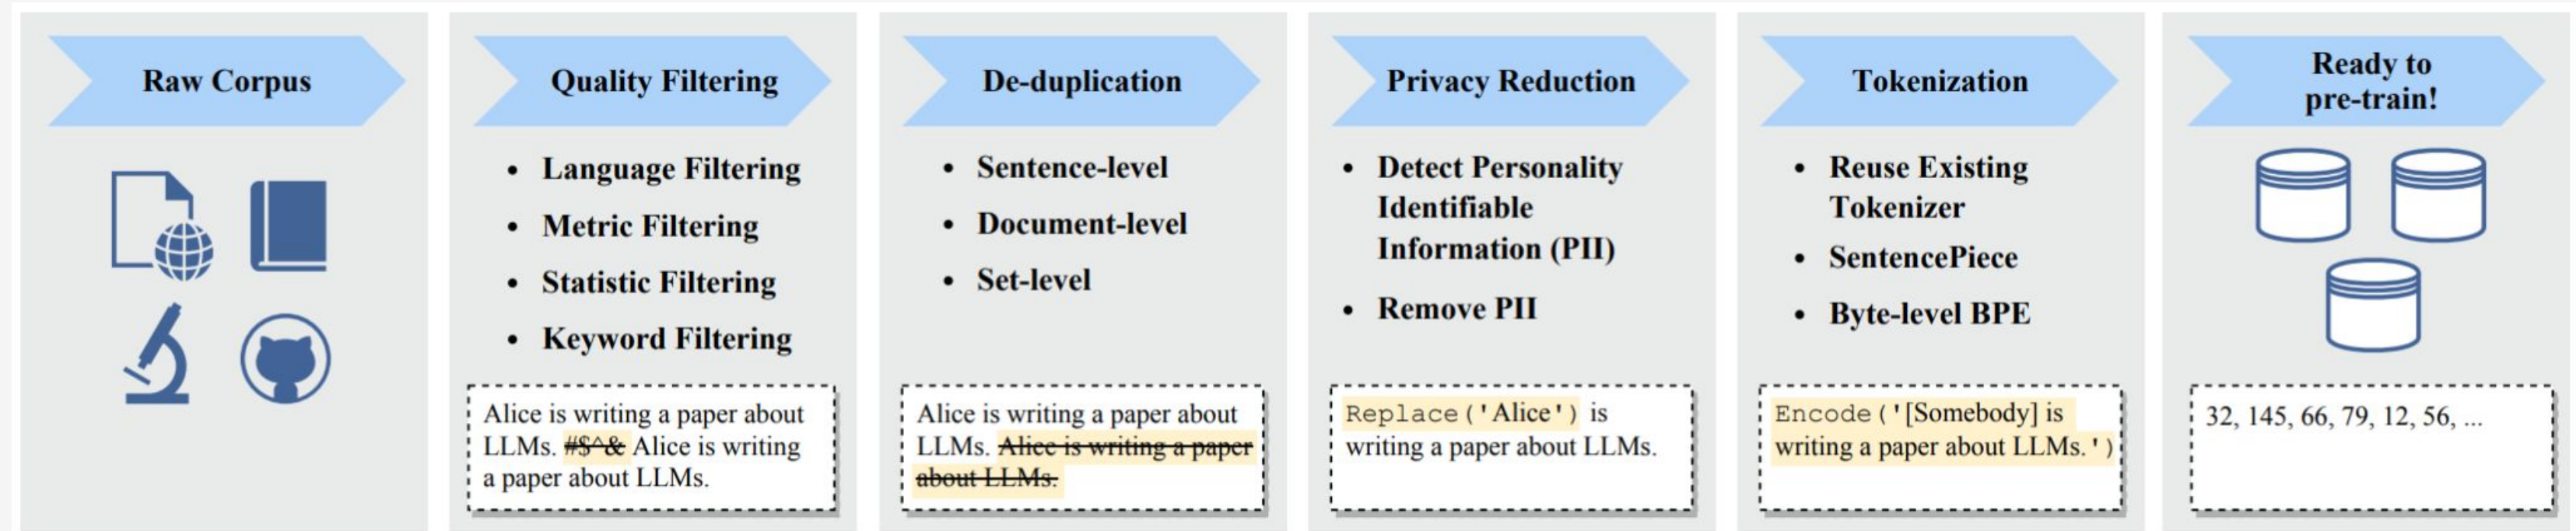 Raw Corpus
Quality Filtering
• Language Filtering
• Metric Filtering
• Statistic Filtering
• Keyword Filtering
Alice is writing a paper about
LLMs. #$^& Alice is writing
a paper about LLMs.
De-duplication
• Sentence-level
• Document-level
• Set-level
Alice is writing a paper about
LLMs. Alice is writing a paper
about LLMs.
Privacy Reduction
• Detect Personality
Identifiable
Information (PII)
• Remove PII
Replace('Alice') is
writing a paper about LLMs.
Tokenization
• Reuse Existing
Tokenizer
• SentencePiece
• Byte-level BPE
Encode('[Somebody] is
writing a paper about LLMs.')
Ready to
pre-train!
32, 145, 66, 79, 12, 56, ...